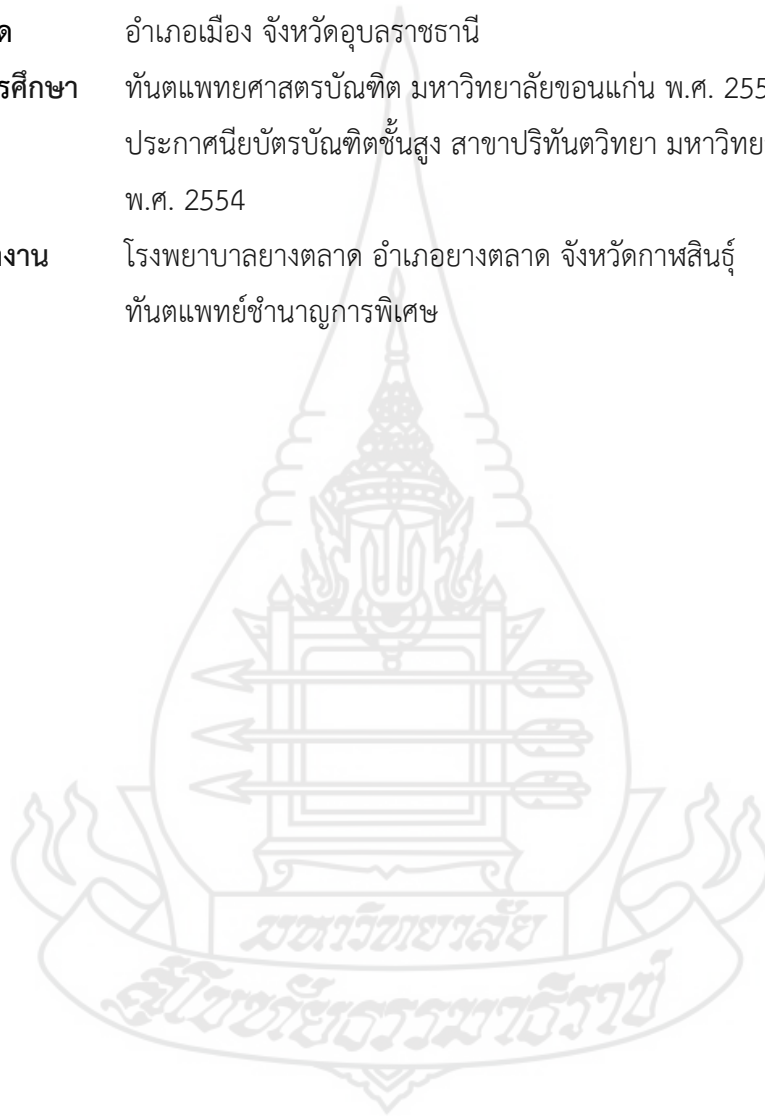 อำเภอเมือง จังหวัดอุบลราชธานี
รศึกษา ทันตแพทยศาสตรบัณฑิต มหาวิทยาลัยขอนแก่น พ.ศ. 255
ประกาศนียบัตรบัณฑิตชั้นสูง สาขาปริทันตวิทยา มหาวิทย
พ.ศ. 2554
งาน โรงพยาบาลยางตลาด อำเภอยางตลาด จังหวัดกาฬสินธุ์
ทันตแพทย์ชำนาญการพิเศษ
มหาวิทยาลัย
สุโขทัยธรรมาธิราช